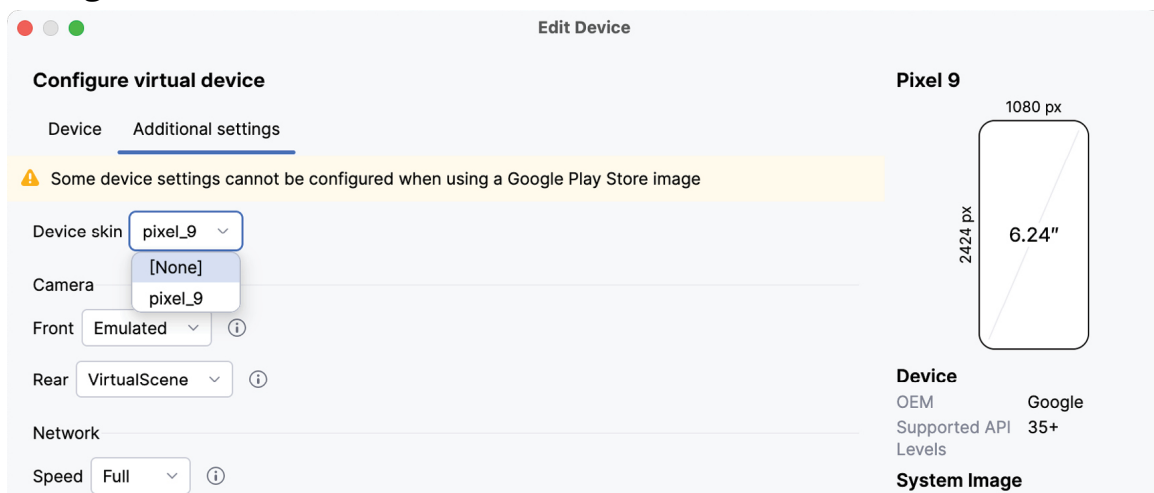 Edit Device
Configure virtual device
Device Additional settings
Some device settings cannot be configured when using a Google Play Store image
Device skin pixel_9
[None]
pixel_9
Camera
Front Emulated
Rear VirtualScene
Network
Speed Full
Pixel 9
1080 px
2424 px
6.24″
Device
OEM Google
Supported API 35+
Levels
System Image